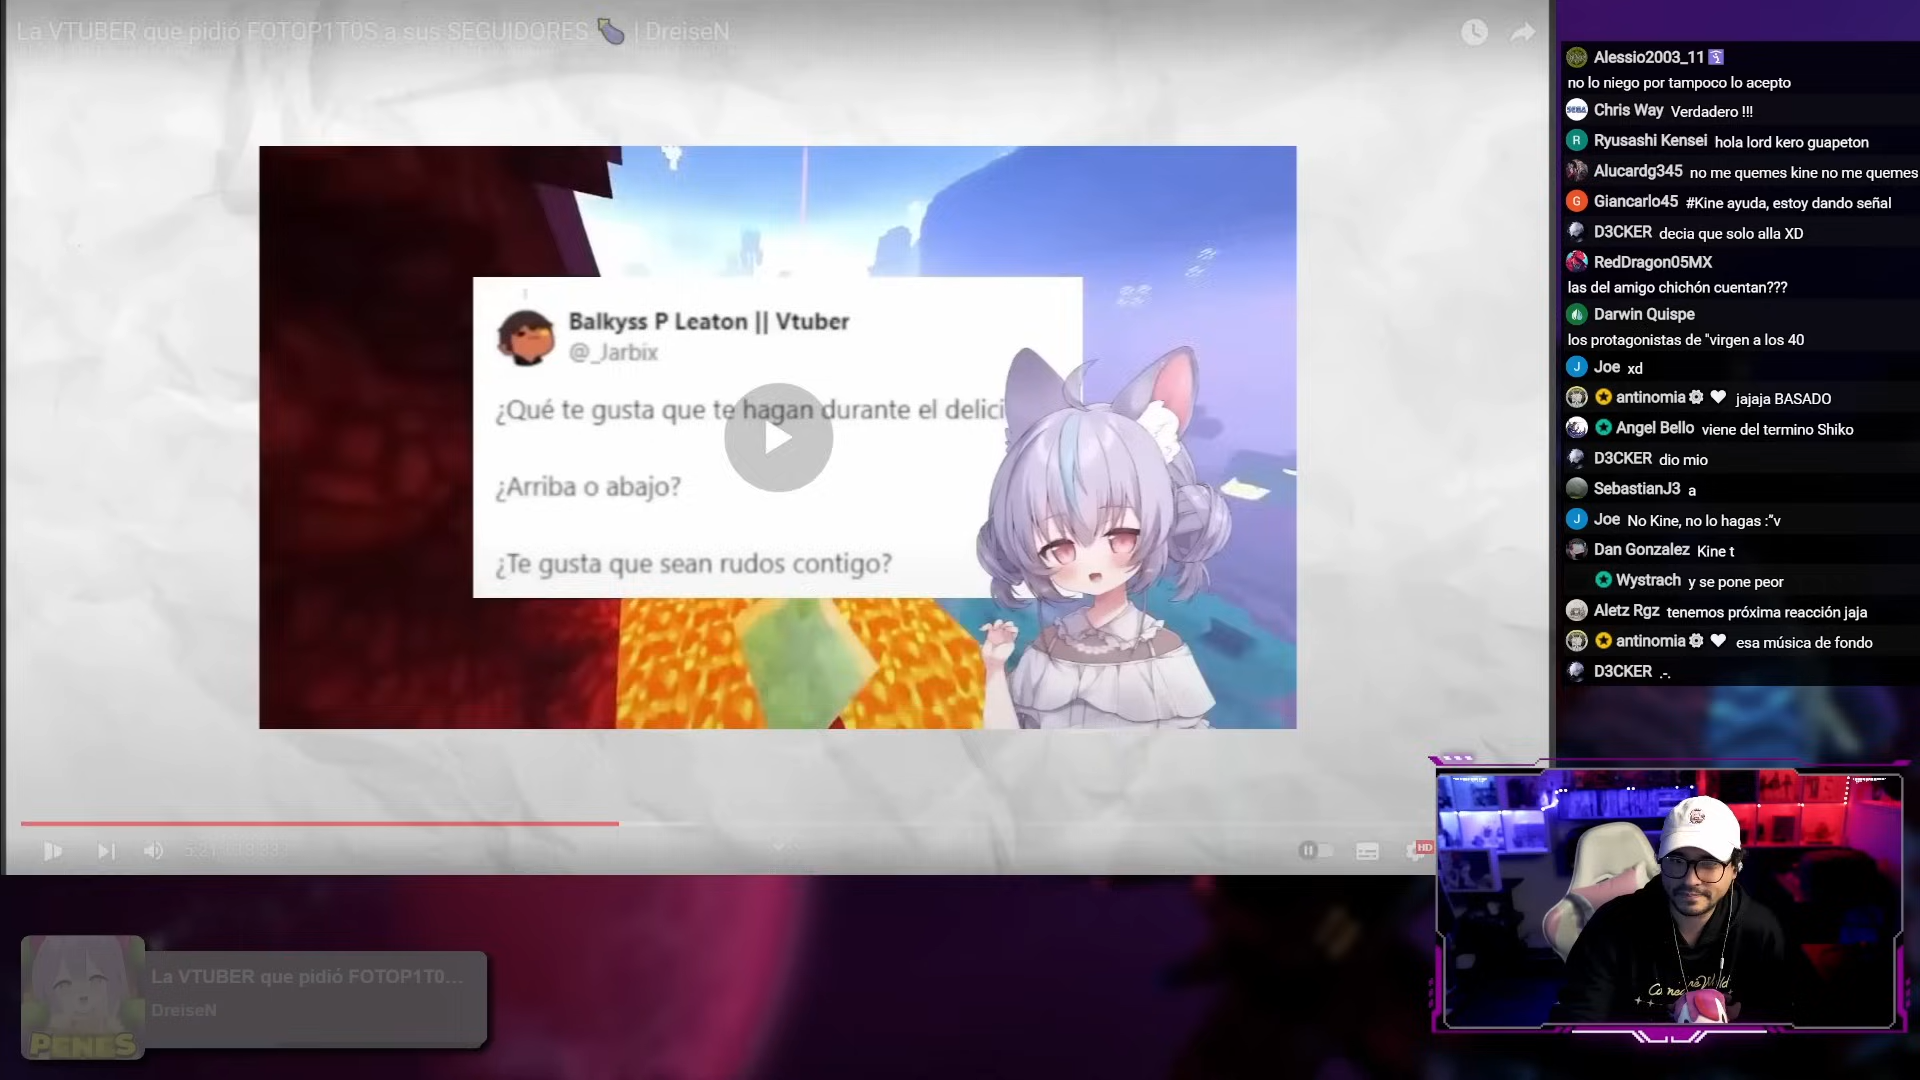 La VTUBER que pidió FOTOP1T0S a sus SEGUIDORES 🍆 | DreiseN
Balkyss P Leaton || Vtuber
@_Jarbix
¿Qué te gusta que te hagan durante el delici
¿Arriba o abajo?
¿Te gusta que sean rudos contigo?
HD
La VTUBER que pidió FOTOP1T0...
DreiseN
PENES
Alessio2003_11
no lo niego por tampoco lo acepto
Chris Way Verdadero !!!
Ryusashi Kensei hola lord kero guapeton
Alucardg345 no me quemes kine no me quemes
Giancarlo45 #Kine ayuda, estoy dando señal
D3CKER decia que solo alla XD
RedDragon05MX
las del amigo chichón cuentan???
Darwin Quispe
los protagonistas de "virgen a los 40
Joe xd
antinomia jajaja BASADO
Angel Bello viene del termino Shiko
D3CKER dio mio
SebastianJ3 a
Joe No Kine, no lo hagas :"v
Dan Gonzalez Kine t
Wystrach y se pone peor
Aletz Rgz tenemos próxima reacción jaja
antinomia esa música de fondo
D3CKER .-.